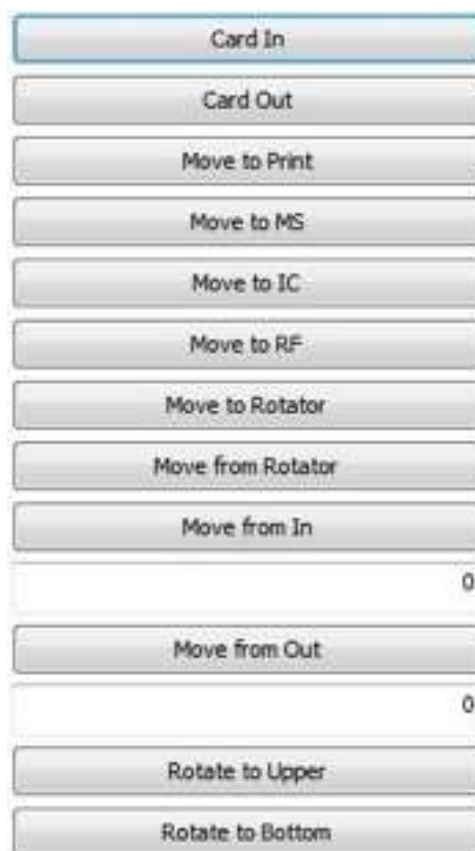 Card In
Card Out
Move to Print
Move to MS
Move to IC
Move to RF
Move to Rotator
Move from Rotator
Move from In
0
Move from Out
0
Rotate to Upper
Rotate to Bottom